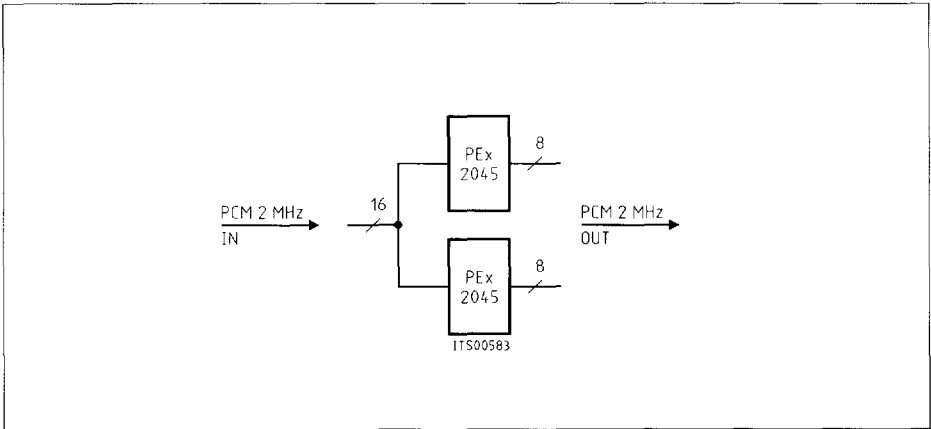 PEx
2045
8
PCM 2 MHz
IN
16
PCM 2 MHz
OUT
PEx
2045
8
ITS00583